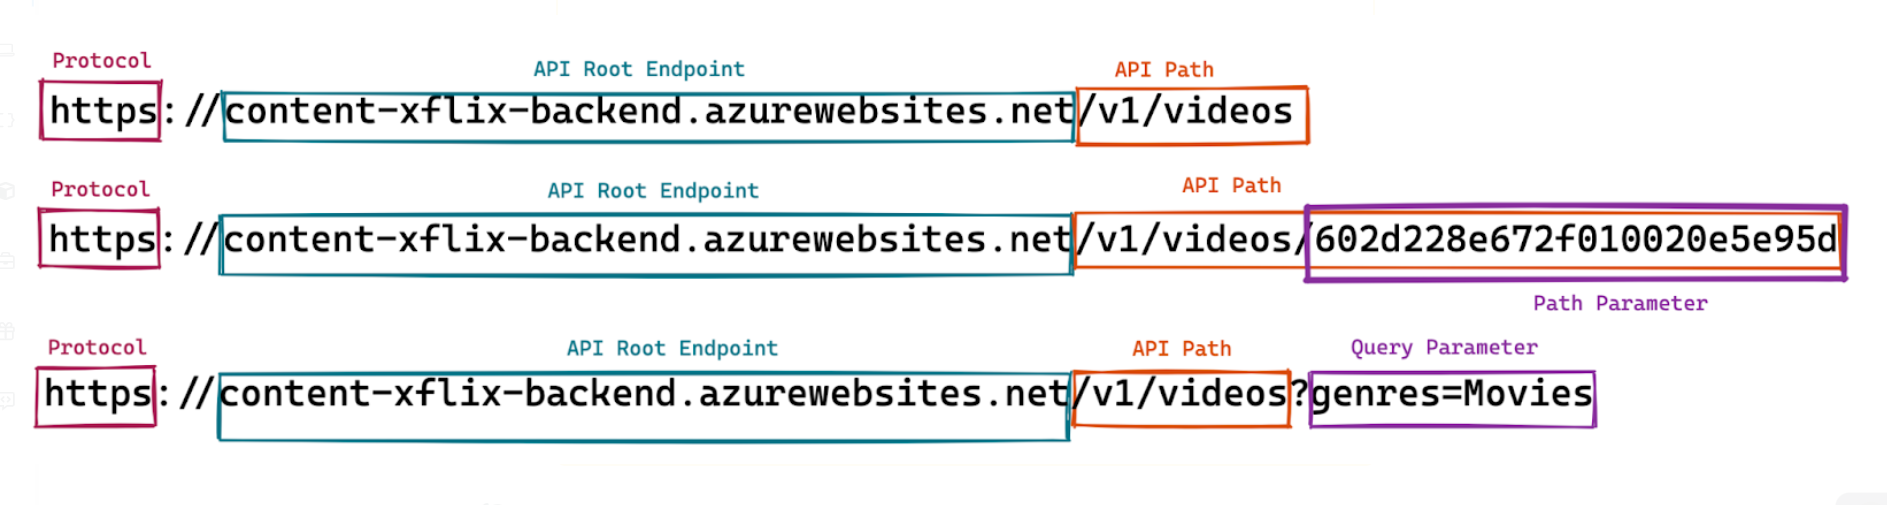 Protocol API Root Endpoint API Path
https://content-xflix-backend.azurewebsites.net/v1/videos
Protocol API Root Endpoint API Path
https://content-xflix-backend.azurewebsites.net/v1/videos/602d228e672f010020e5e95d
Path Parameter
Protocol API Root Endpoint API Path Query Parameter
https://content-xflix-backend.azurewebsites.net/v1/videos?genres=Movies